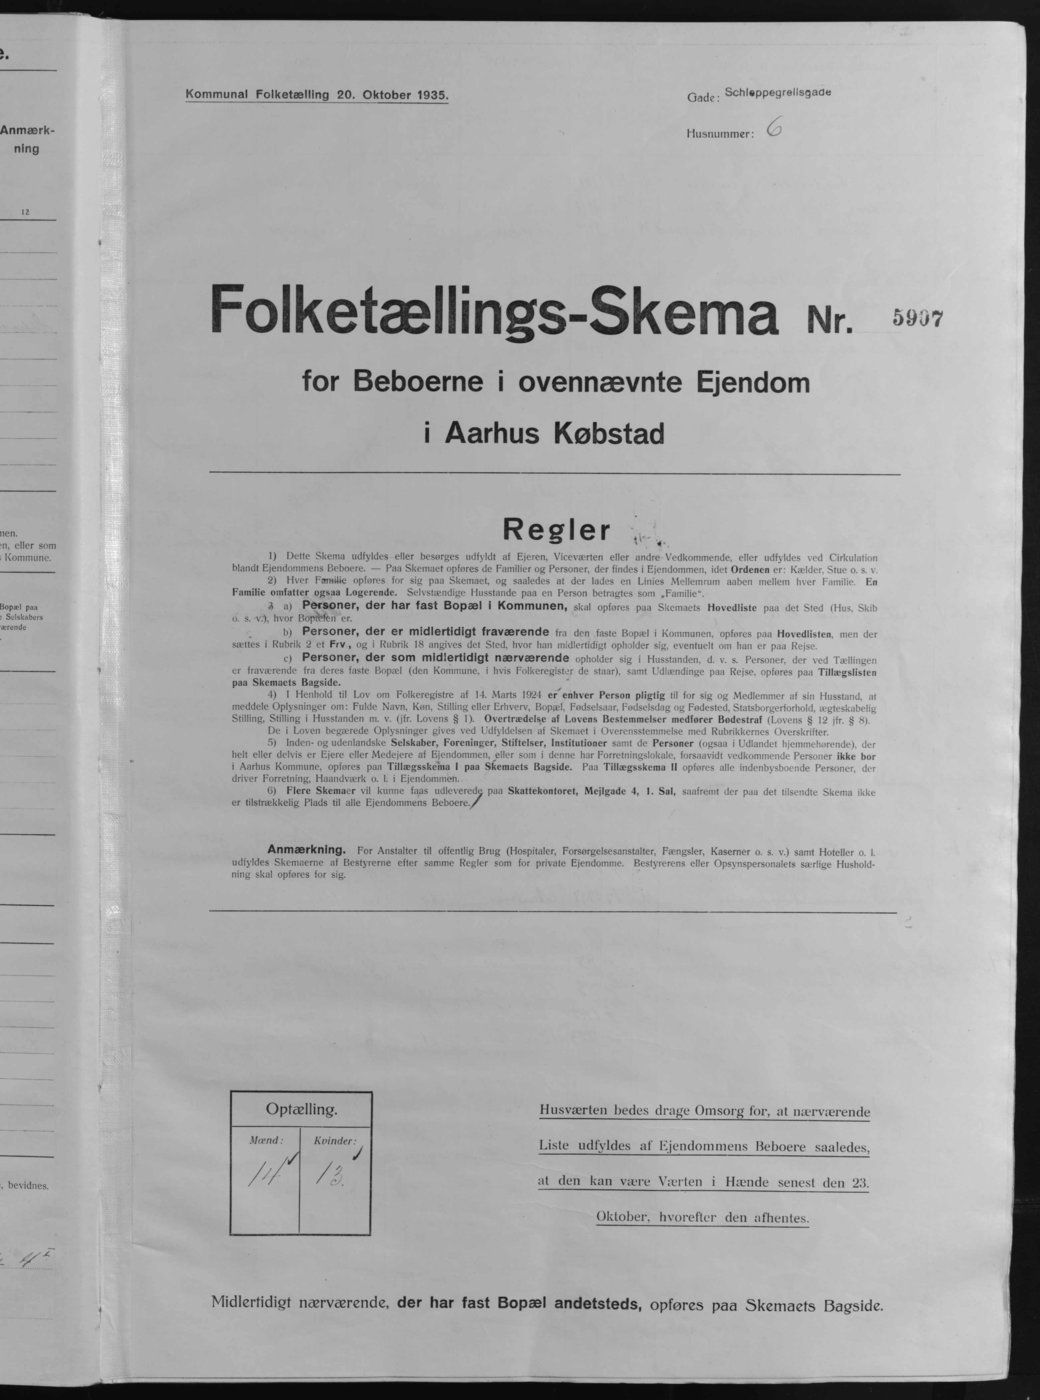 e.
Anmærk-
ning
12
men.
en, eller som
s Kommune.
Bopæl paa
e Selskabers
værende
, bevidnes.
4 I
Kommunal Folketælling 20. Oktober 1935.
Gade: Schleppegrellsgade
Husnummer: 6
Folketællings-Skema Nr. 5907
for Beboerne i ovennævnte Ejendom
i Aarhus Købstad
Regler
1) Dette Skema udfyldes eller besørges udfyldt af Ejeren, Viceværten eller andre Vedkommende, eller udfyldes ved Cirkulation
blandt Ejendommens Beboere. — Paa Skemaet opføres de Familier og Personer, der findes i Ejendommen, idet Ordenen er: Kælder, Stue o. s. v.
2) Hver Familie opføres for sig paa Skemaet, og saaledes at der lades en Linies Mellemrum aaben mellem hver Familie. En
Familie omfatter ogsaa Logerende. Selvstændige Husstande paa en Person betragtes som „Familie“.
3 a) Personer, der har fast Bopæl i Kommunen, skal opføres paa Skemaets Hovedliste paa det Sted (Hus, Skib
o. s. v.), hvor Bopælen er.
b) Personer, der er midlertidigt fraværende fra den faste Bopæl i Kommunen, opføres paa Hovedlisten, men der
sættes i Rubrik 2 et Frv., og i Rubrik 18 angives det Sted, hvor han midlertidigt opholder sig, eventuelt om han er paa Rejse.
c) Personer, der som midlertidigt nærværende opholder sig i Husstanden, d. v. s. Personer, der ved Tællingen
er fraværende fra deres faste Bopæl (den Kommune, i hvis Folkeregister de staar), samt Udlændinge paa Rejse, opføres paa Tillægslisten
paa Skemaets Bagside.
4) I Henhold til Lov om Folkeregistre af 14. Marts 1924 er enhver Person pligtig til for sig og Medlemmer af sin Husstand, at
meddele Oplysninger om: Fulde Navn, Køn, Stilling eller Erhverv, Bopæl, Fødselsaar, Fødselsdag og Fødested, Statsborgerforhold, ægteskabelig
Stilling, Stilling i Husstanden m. v. (jfr. Lovens § 1). Overtrædelse af Lovens Bestemmelser medfører Bødestraf (Lovens § 12 jfr. § 8).
De i Loven begærede Oplysninger gives ved Udfyldelsen af Skemaet i Overensstemmelse med Rubrikkernes Overskrifter.
5) Inden- og udenlandske Selskaber, Foreninger, Stiftelser, Institutioner samt de Personer (ogsaa i Udlandet hjemmehørende), der
helt eller delvis er Ejere eller Medejere af Ejendommen, eller som i denne har Forretningslokale, forsaavidt vedkommende Personer ikke bor
i Aarhus Kommune, opføres paa Tillægsskema I paa Skemaets Bagside. Paa Tillægsskema II opføres alle indenbysboende Personer, der
driver Forretning, Haandværk o. l. i Ejendommen.
6) Flere Skemaer vil kunne faas udleverede paa Skattekontoret, Mejlgade 4, 1. Sal, saafremt der paa det tilsendte Skema ikke
er tilstrækkelig Plads til alle Ejendommens Beboere.
Anmærkning. For Anstalter til offentlig Brug (Hospitaler, Forsørgelsesanstalter, Fængsler, Kaserner o. s. v.) samt Hoteller o. l.
udfyldes Skemaerne af Bestyrerne efter samme Regler som for private Ejendomme. Bestyrerens eller Opsynspersonalets særlige Hushold-
ning skal opføres for sig.
Optælling.
Mænd: Kvinder:
14 13.
Husværten bedes drage Omsorg for, at nærværende
Liste udfyldes af Ejendommens Beboere saaledes,
at den kan være Værten i Hænde senest den 23.
Oktober, hvorefter den afhentes.
Midlertidigt nærværende, der har fast Bopæl andetsteds, opføres paa Skemaets Bagside.